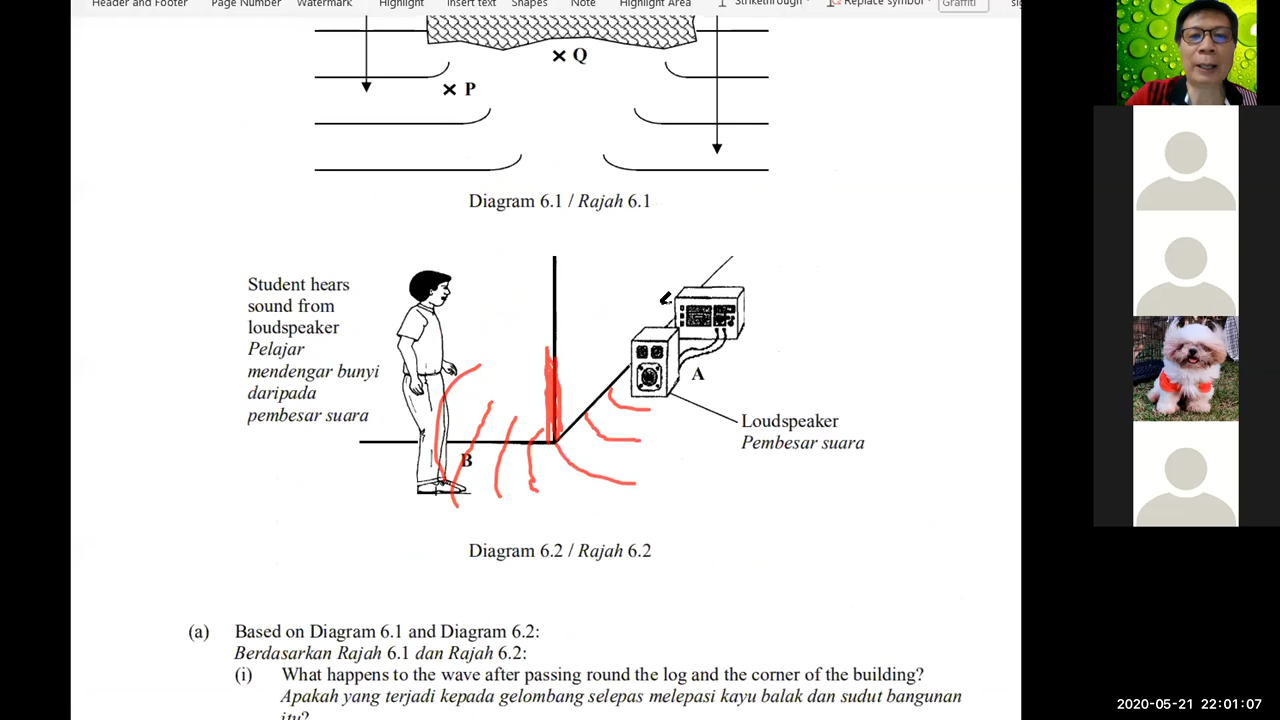 Header and Footer Page Number Watermark Highlight Insert text Shapes Note Highlight Area Strikethrough Replace symbol Graffiti
Q
P
Diagram 6.1 / Rajah 6.1
Student hears
sound from
loudspeaker
Pelajar
mendengar bunyi
daripada
pembesar suara
A
Loudspeaker
Pembesar suara
B
Diagram 6.2 / Rajah 6.2
(a) Based on Diagram 6.1 and Diagram 6.2:
Berdasarkan Rajah 6.1 dan Rajah 6.2:
(i) What happens to the wave after passing round the log and the corner of the building?
Apakah yang terjadi kepada gelombang selepas melepasi kayu balak dan sudut bangunan
itu?
2020-05-21 22:01:07